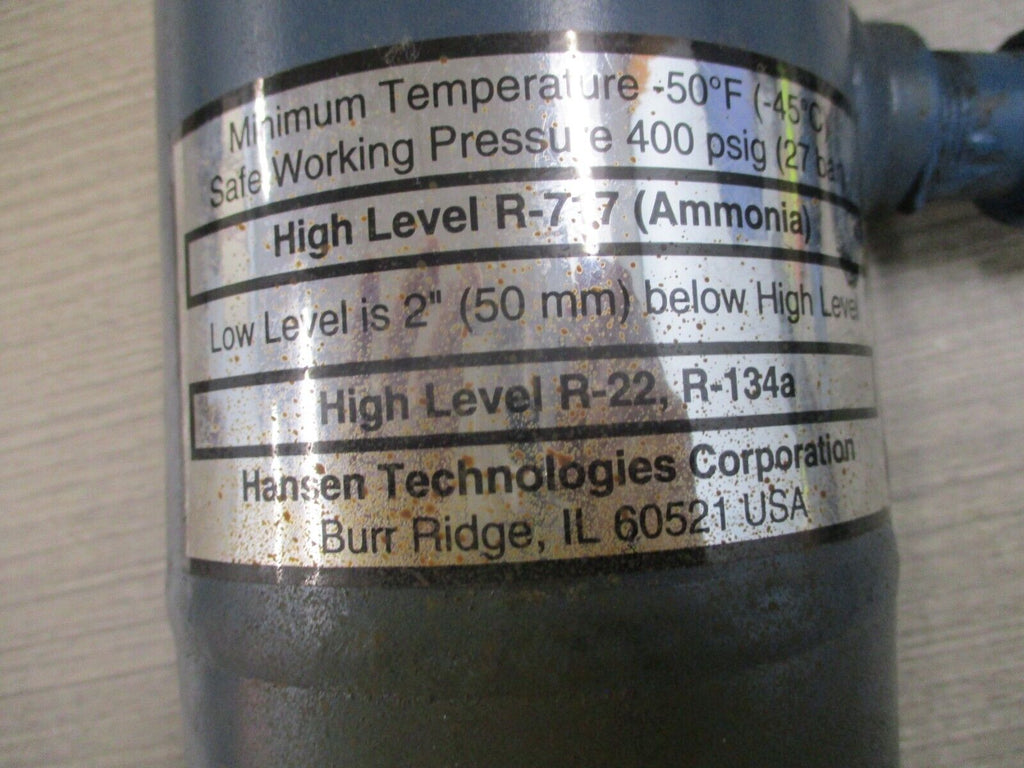 Minimum Temperature -50°F (-45°C)
Safe Working Pressure 400 psig (27 bar)
High Level R-717 (Ammonia)
Low Level is 2" (50 mm) below High Level
High Level R-22, R-134a
Hansen Technologies Corporation
Burr Ridge, IL 60521 USA